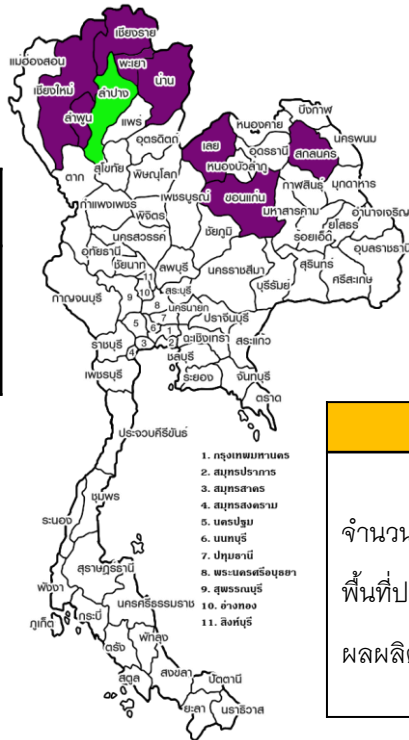 เชียงราย
แม่ฮ่องสอน
พะเยา
เชียงใหม่
น่าน
ลำปาง
ลำพูน
แพร่
อุตรดิตถ์
ตาก
สุโขทัย
พิษณุโลก
กำแพงเพชร
พิจิตร
เพชรบูรณ์
บึงกาฬ
หนองคาย
เลย
อุดรธานี
นครพนม
สกลนคร
หนองบัวลำภู
ขอนแก่น
กาฬสินธุ์
มุกดาหาร
มหาสารคาม
ชัยภูมิ
ร้อยเอ็ด
ยโสธร
อำนาจเจริญ
อุบลราชธานี
นครสวรรค์
อุทัยธานี
ชัยนาท
ลพบุรี
นครราชสีมา
บุรีรัมย์
สุรินทร์
ศรีสะเกษ
11
10
9
สระบุรี
กาญจนบุรี
8
นครนายก
ปราจีนบุรี
7
5
6
1
ฉะเชิงเทรา
สระแก้ว
ราชบุรี
3
2
4
ชลบุรี
เพชรบุรี
ระยอง
จันทบุรี
ตราด
ประจวบคีรีขันธ์
1. กรุงเทพมหานคร
2. สมุทรปราการ
3. สมุทรสาคร
4. สมุทรสงคราม
5. นครปฐม
6. นนทบุรี
7. ปทุมธานี
8. พระนครศรีอยุธยา
9. สุพรรณบุรี
10. อ่างทอง
11. สิงห์บุรี
ชุมพร
ระนอง
สุราษฎร์ธานี
พังงา
นครศรีธรรมราช
ภูเก็ต
กระบี่
ตรัง
พัทลุง
สตูล
สงขลา
ปัตตานี
ยะลา
นราธิวาส
จำนวน
พื้นที่ป
ผลผลิต